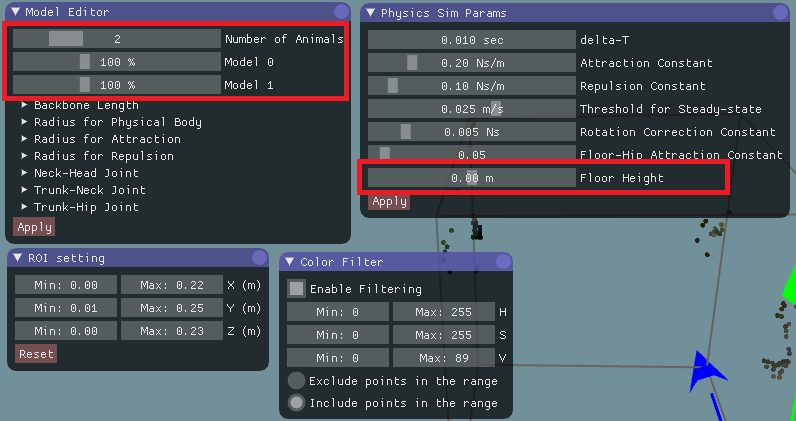 Model Editor
2 Number of Animals
100 % Model 0
100 % Model 1
Backbone Length
Radius for Physical Body
Radius for Attraction
Radius for Repulsion
Neck-Head Joint
Trunk-Neck Joint
Trunk-Hip Joint
Apply
Physics Sim Params
0.010 sec delta-T
0.20 Ns/m Attraction Constant
0.10 Ns/m Repulsion Constant
0.025 m/s Threshold for Steady-state
0.005 Ns Rotation Correction Constant
0.05 Floor-Hip Attraction Constant
0.00 m Floor Height
Apply
ROI setting
Min: 0.00 Max: 0.22 X (m)
Min: 0.01 Max: 0.25 Y (m)
Min: 0.00 Max: 0.23 Z (m)
Reset
Color Filter
Enable Filtering
Min: 0 Max: 255 H
Min: 0 Max: 255 S
Min: 0 Max: 89 V
Exclude points in the range
Include points in the range